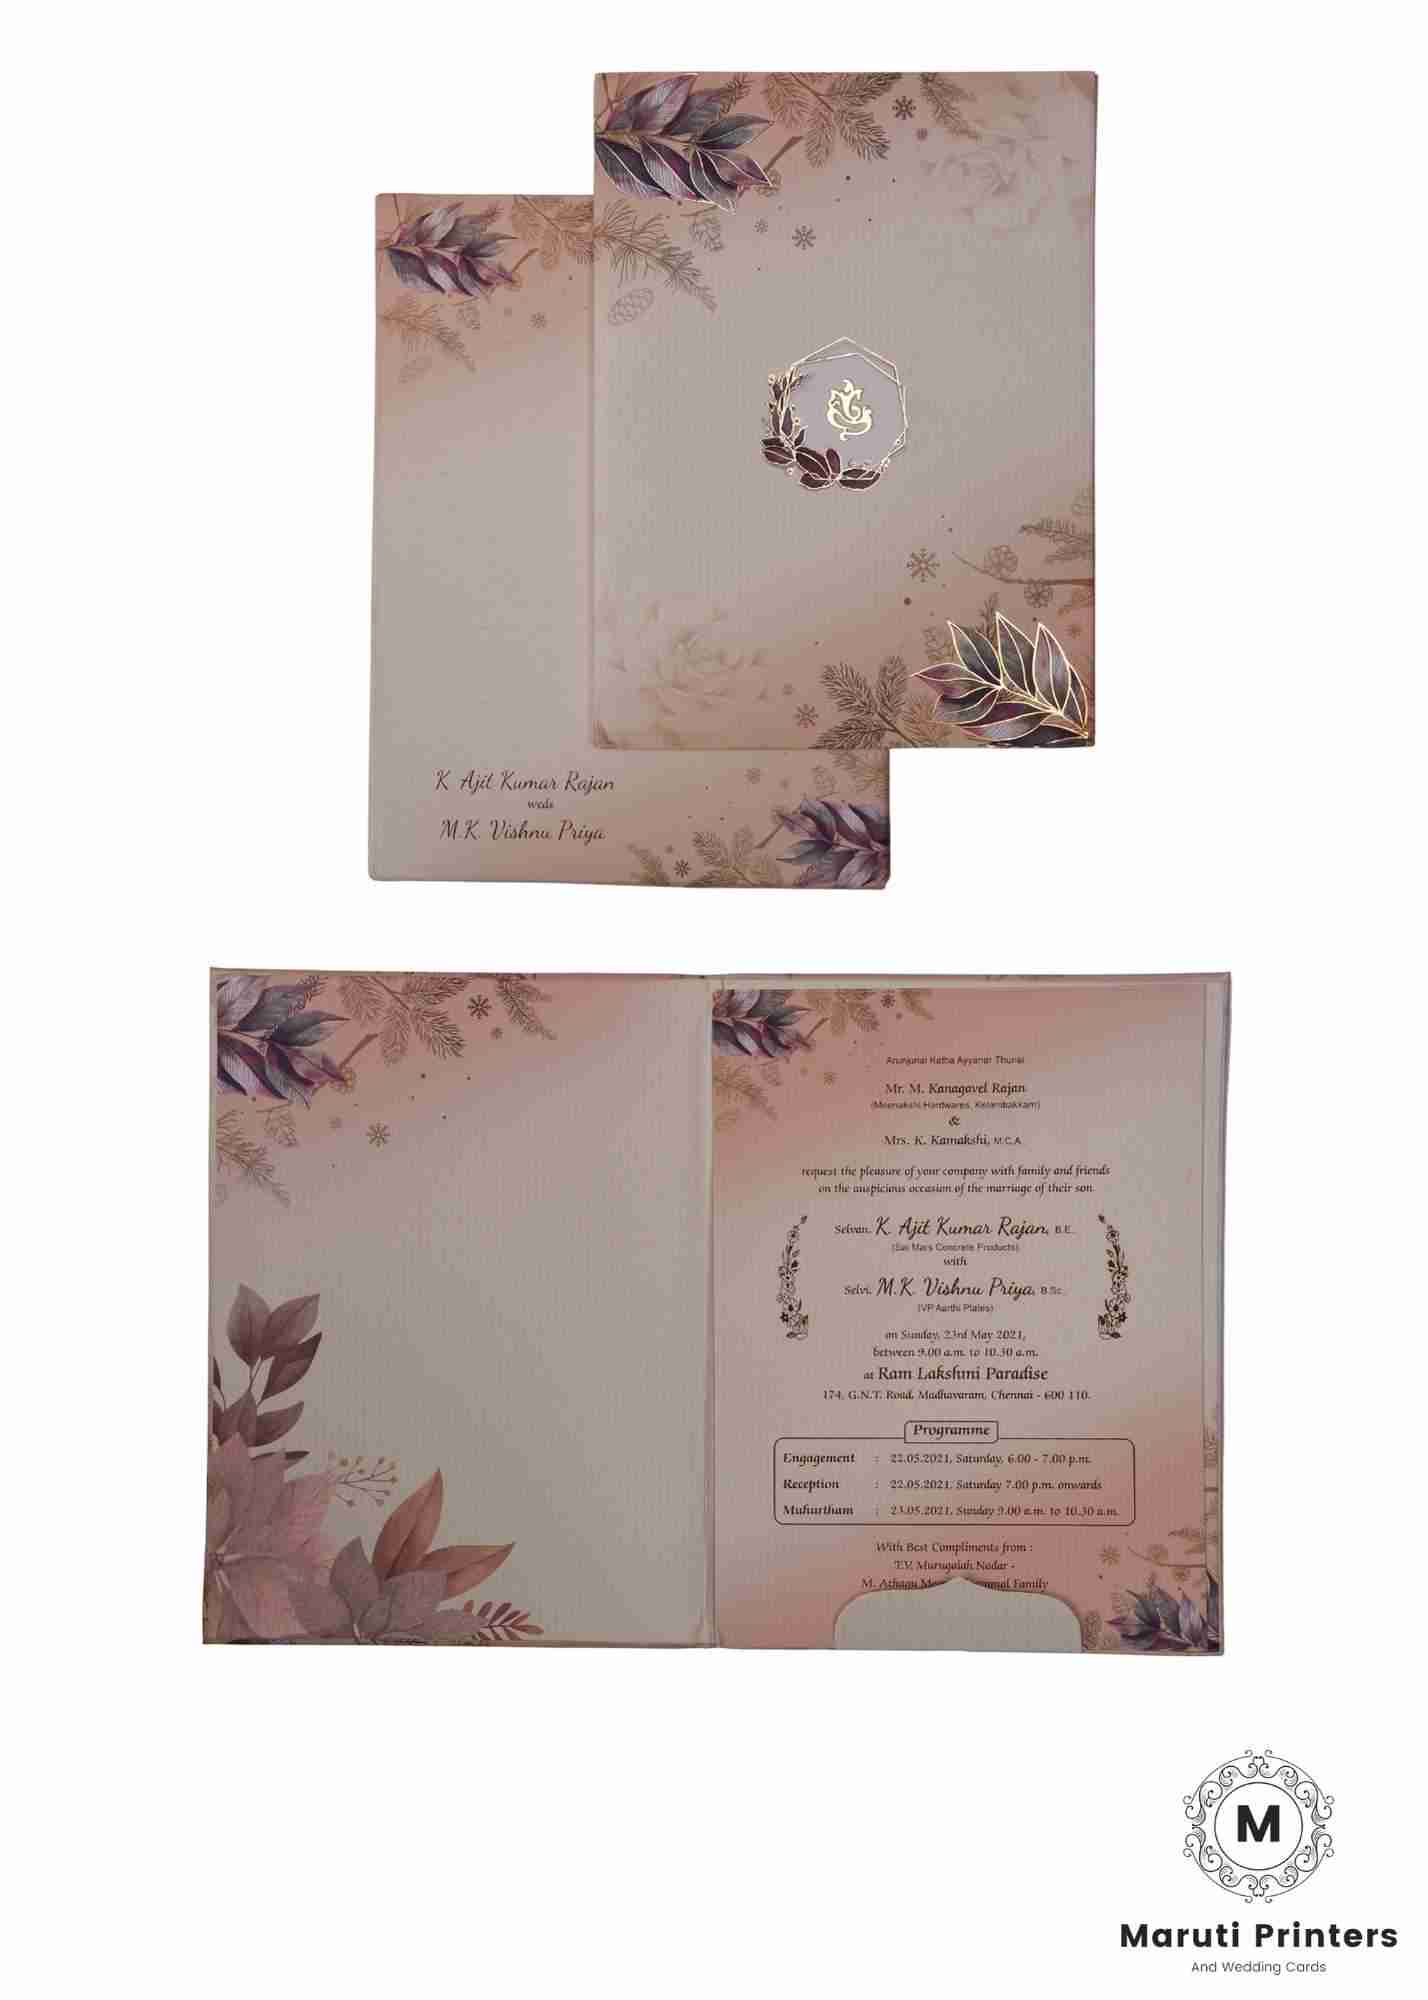 K Ajit Kumar Rajan
weds
M.K. Vishnu Priya
Arunjunai Katha Ayyanar Thunai
Mr. M. Kanagavel Rajan
(Meenakshi Hardwares, Kelambakkam)
&
Mrs. K. Kamakshi, M.C.A.
request the pleasure of your company with family and friends
on the auspicious occasion of the marriage of their son.
Selvan. K. Ajit Kumar Rajan, B.E.,
(Sai Mars Concrete Products)
with
Selvi. M.K. Vishnu Priya, B.Sc.,
(VP Aarthi Plates)
on Sunday, 23rd May 2021,
between 9.00 a.m. to 10.30 a.m.
at Ram Lakshmi Paradise
174, G.N.T. Road, Madhavaram, Chennai - 600 110.
Programme
Engagement : 22.05.2021, Saturday, 6.00 - 7.00 p.m.
Reception : 22.05.2021, Saturday 7.00 p.m. onwards
Muhurtham : 23.05.2021, Sunday 9.00 a.m. to 10.30 a.m.
With Best Compliments from :
T.V. Murugaiah Nadar -
M. Family
M
Maruti Printers
And Wedding Cards